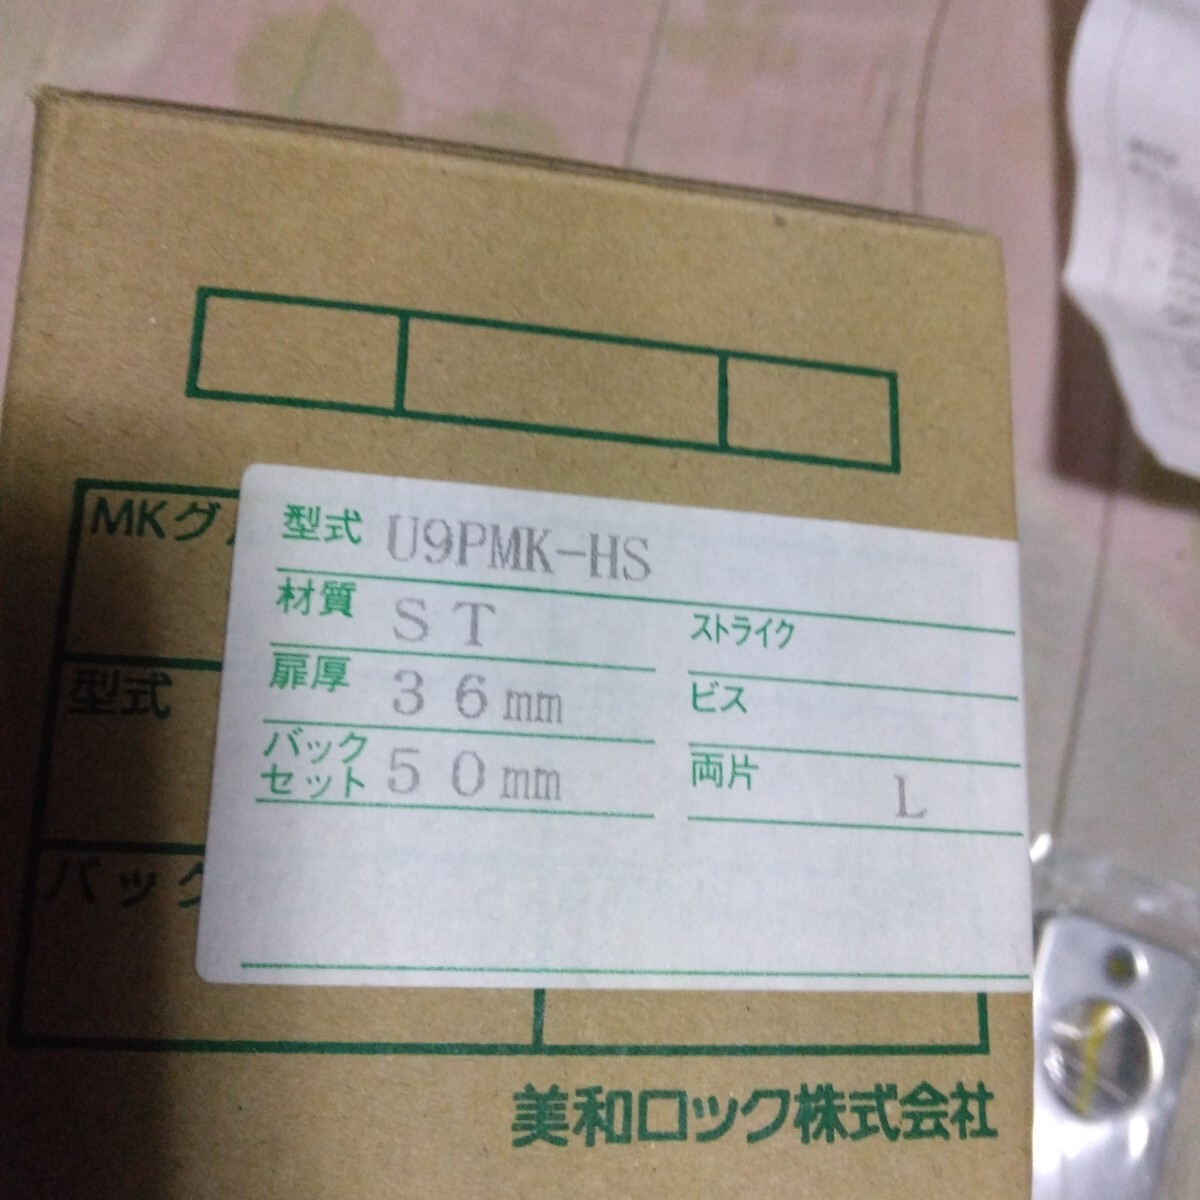 MKグ
型式 U9PMK-HS
材質 ST
ストライク
扉厚 36mm
ビス
バック
セット 50mm
両片 L
型式
バック
美和ロック株式会社